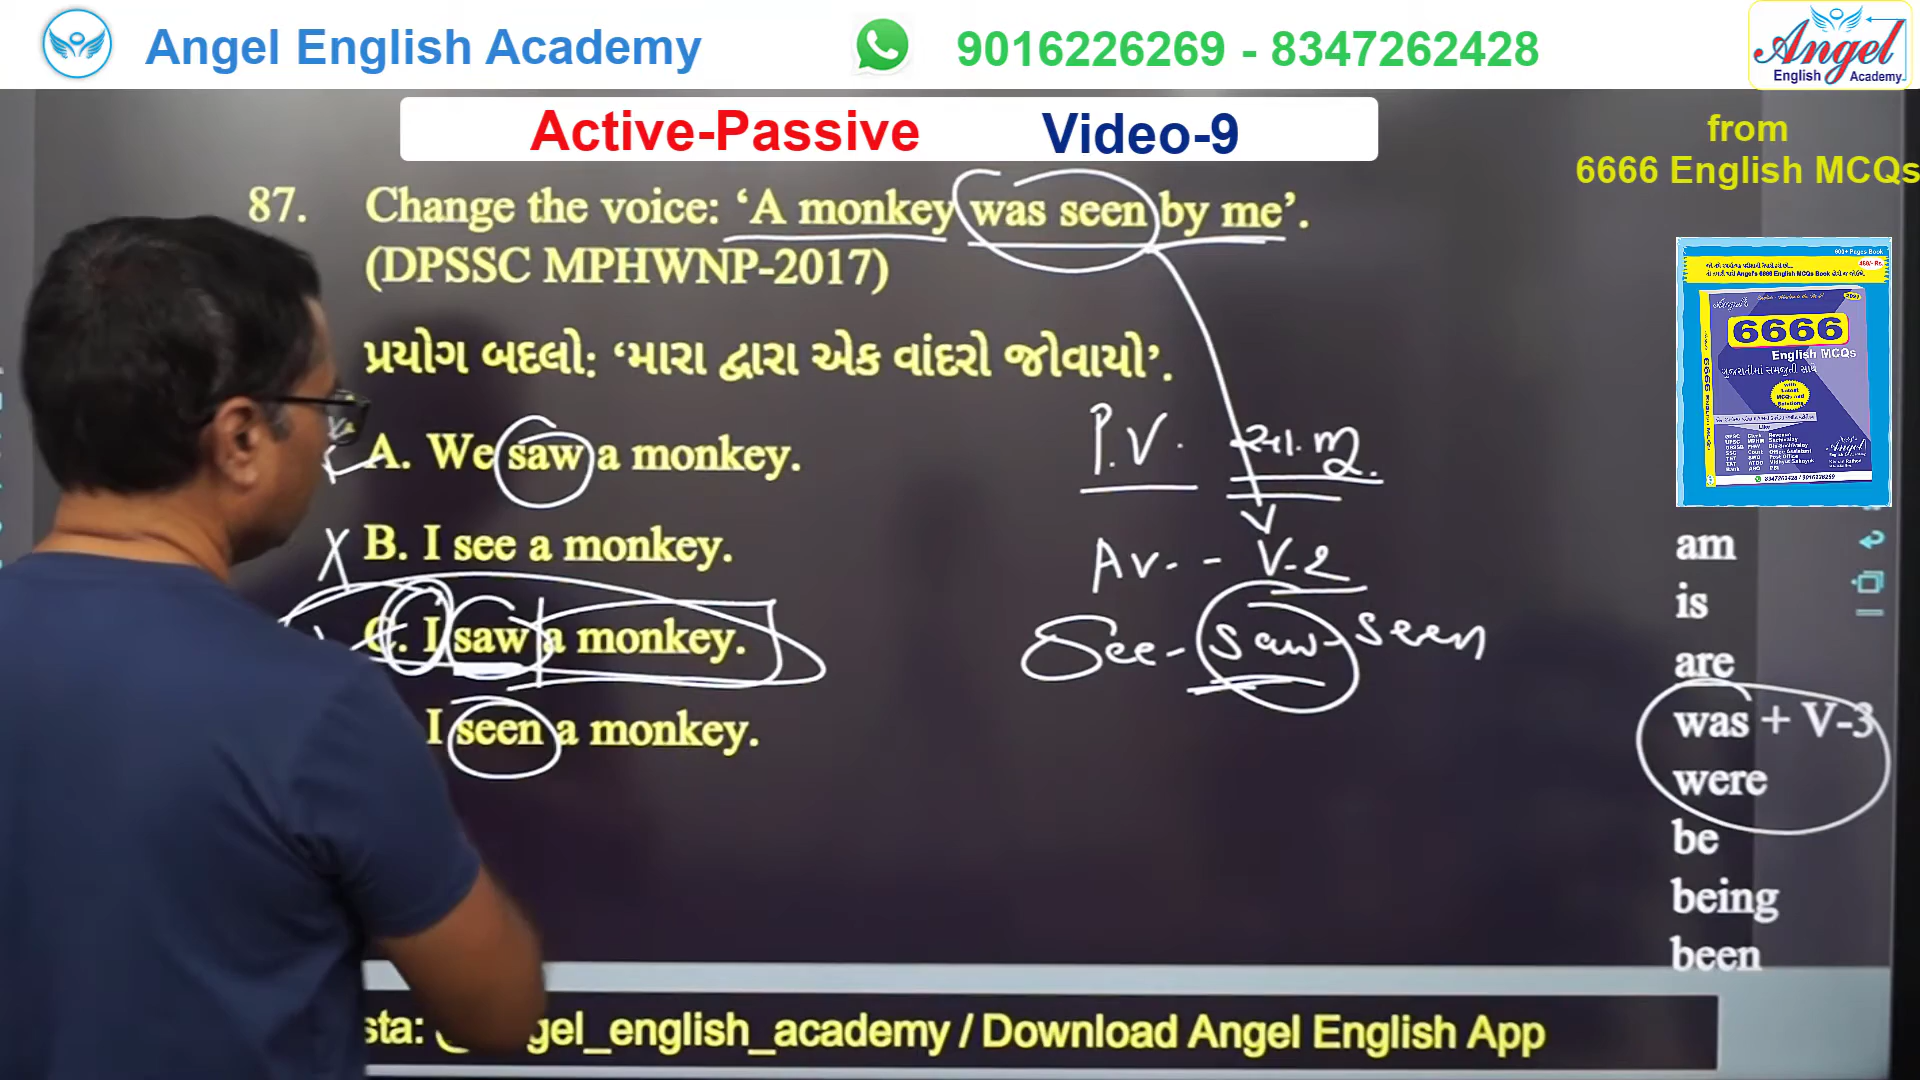 Angel English Academy
9016226269 - 8347262428
Angel
English Academy
Active-Passive Video-9
from
6666 English MCQs
87. Change the voice: ‘A monkey was seen by me’.
(DPSSC MPHWNP-2017)
પ્રયોગ બદલો: ‘મારા દ્વારા એક વાંદરો જોવાયો’.
A. We saw a monkey.
B. I see a monkey.
C. I saw a monkey.
I seen a monkey.
P.V. સા.ભૂ.
A.V. - V-2
See - saw - seen
6666
English MCQs
ગુજરાતીમાં સમજૂતી સાથે
am
is
are
was + V-3
were
be
being
been
gel_english_academy / Download Angel English App